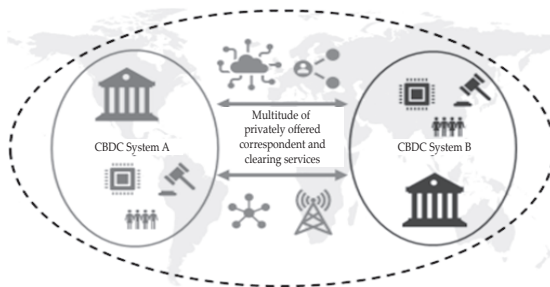 Multitude of
privately offered
correspondent and
clearing services
CBDC System A
CBDC System B